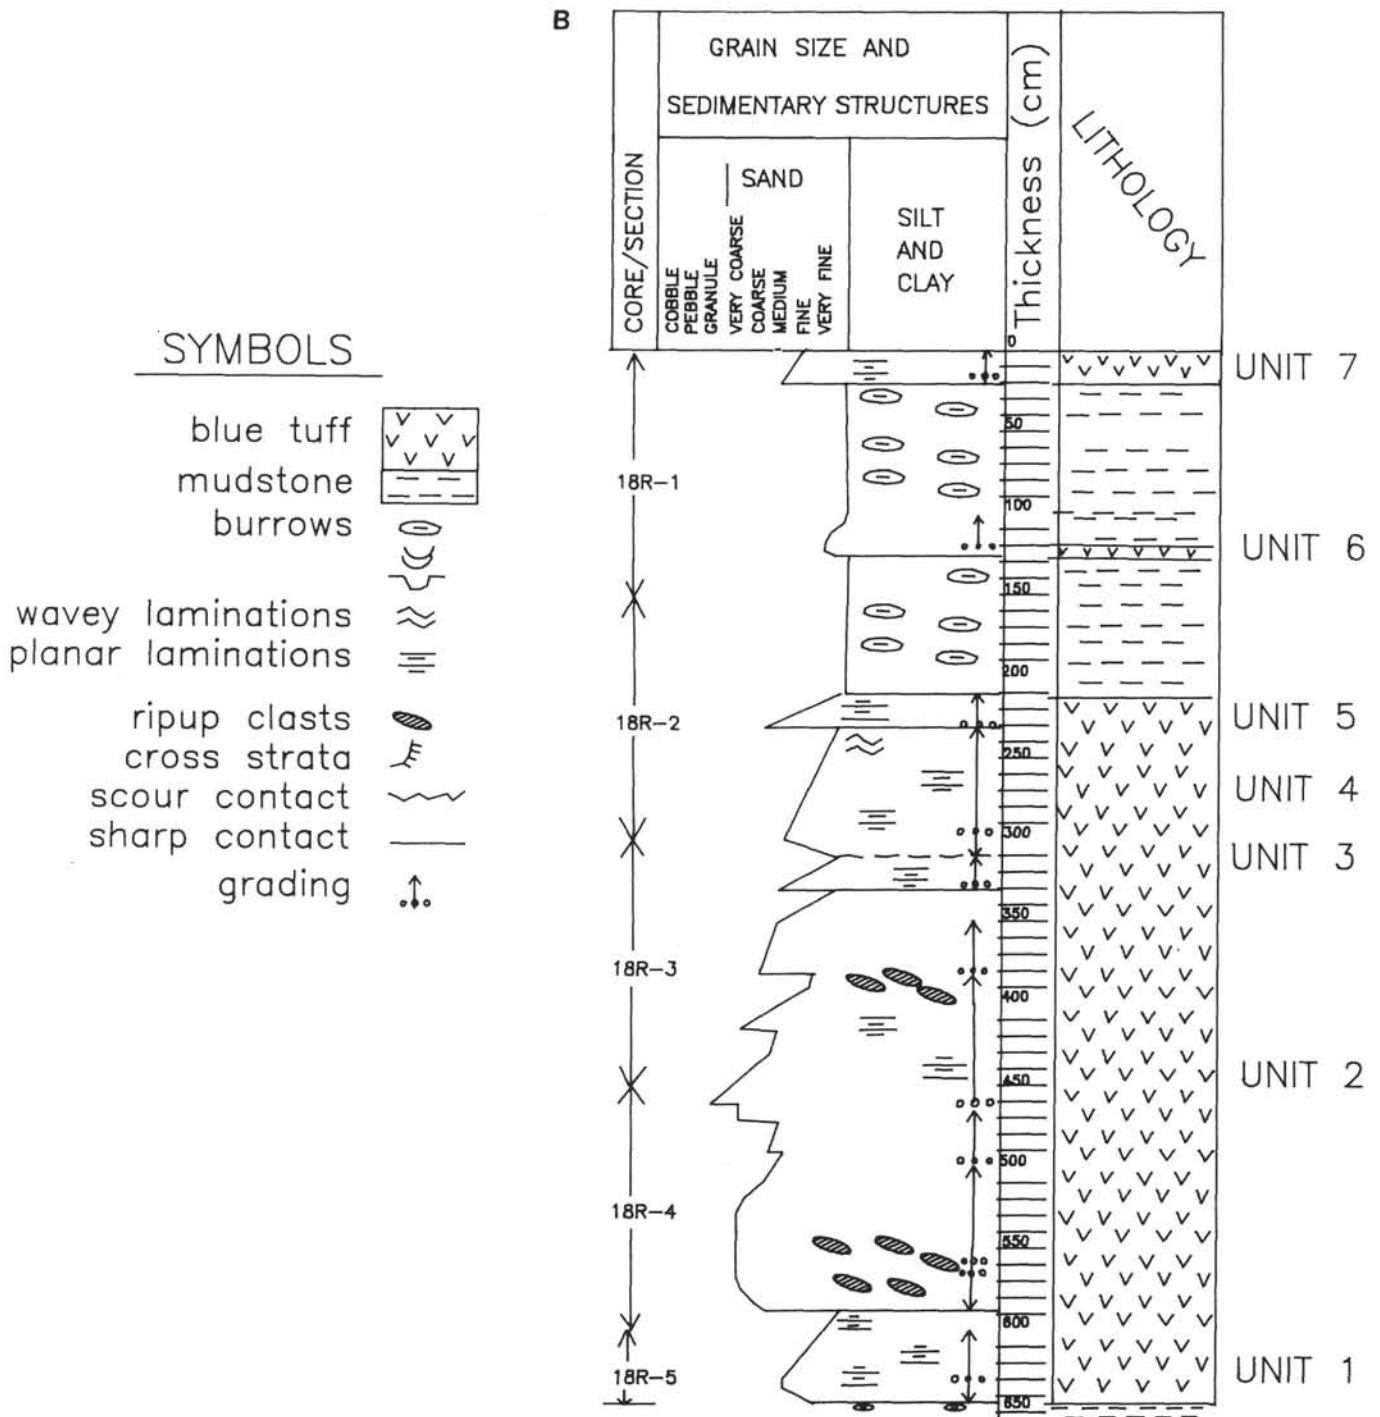 B
GRAIN SIZE AND
SEDIMENTARY STRUCTURES
CORE/SECTION
SAND
COBBLE
PEBBLE
GRANULE
VERY COARSE
COARSE
MEDIUM
FINE
VERY FINE
SILT
AND
CLAY
Thickness (cm)
LITHOLOGY
SYMBOLS
blue tuff
mudstone
burrows
wavey laminations
planar laminations
ripup clasts
cross strata
scour contact
sharp contact
grading
18R-1
18R-2
18R-3
18R-4
18R-5
0
50
100
150
200
250
300
350
400
450
500
550
600
650
UNIT 7
UNIT 6
UNIT 5
UNIT 4
UNIT 3
UNIT 2
UNIT 1